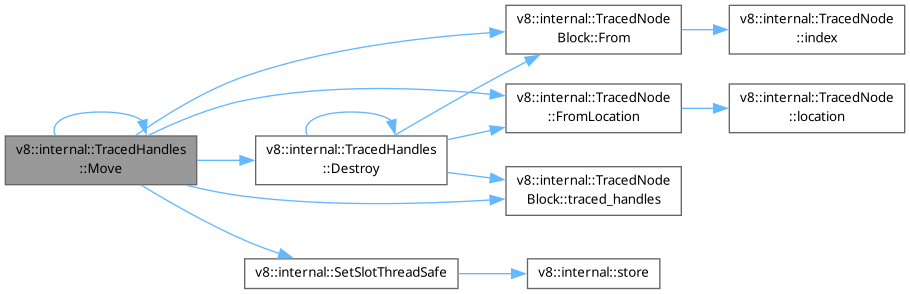 v8::internal::TracedHandles
::Move
v8::internal::TracedHandles
::Destroy
v8::internal::SetSlotThreadSafe
v8::internal::TracedNode
Block::From
v8::internal::TracedNode
::FromLocation
v8::internal::TracedNode
Block::traced_handles
v8::internal::store
v8::internal::TracedNode
::index
v8::internal::TracedNode
::location